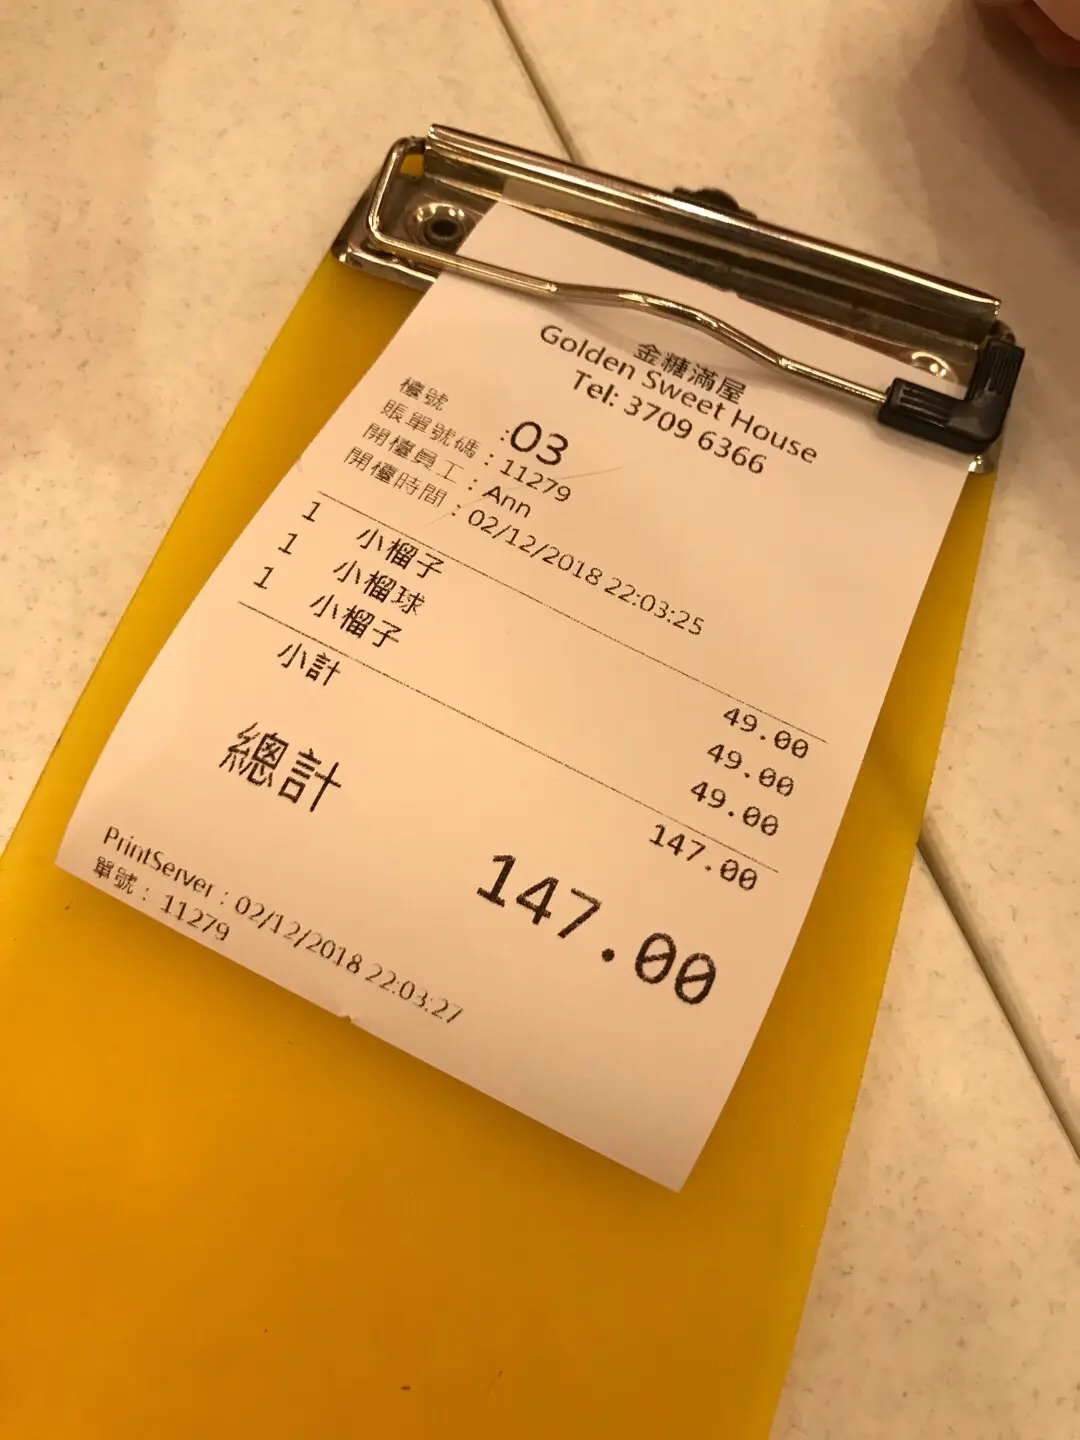 金糖滿屋
Golden Sweet House
Tel: 3709 6366
檯號 :03
賬單號碼 : 11279
開檯員工 : Ann
開檯時間 : 02/12/2018 22:03:25
1 小榴子 49.00
1 小榴球 49.00
1 小榴子 49.00
小計 147.00
總計 147.00
PrintServer : 02/12/2018 22:03:27
單號 : 11279